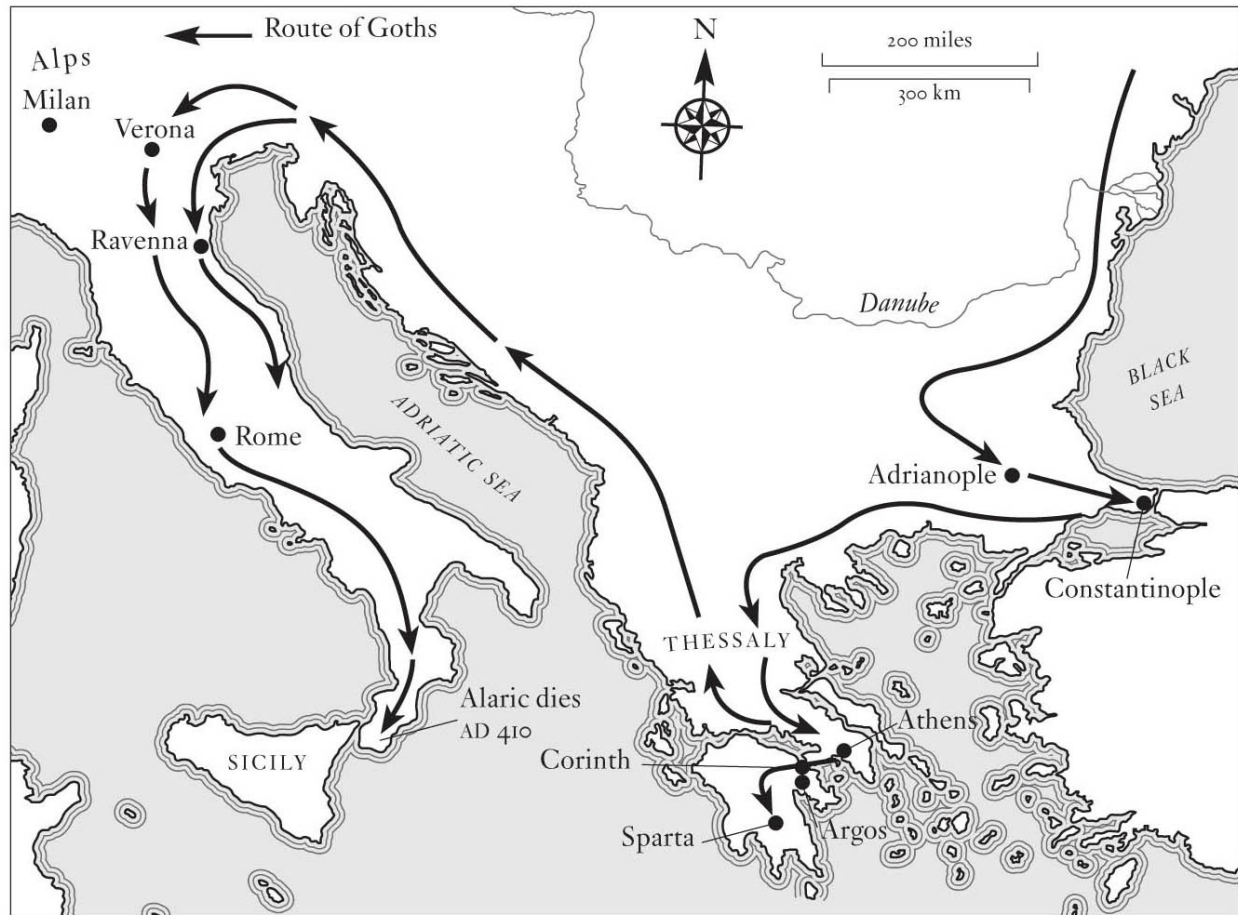 Route of Goths
N
200 miles
300 km
Alps
Milan
Verona
Ravenna
Danube
BLACK
SEA
ADRIATIC SEA
Rome
Adrianople
Constantinople
THESSALY
Alaric dies
AD 410
Athens
SICILY
Corinth
Sparta
Argos